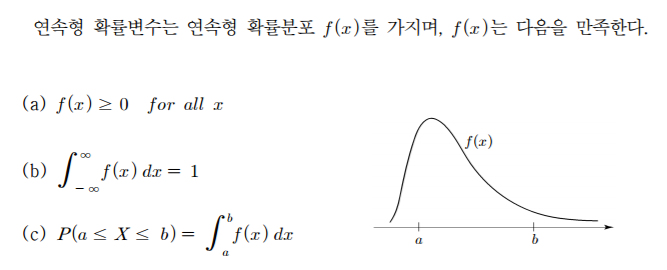 연속형 확률변수는 연속형 확률분포 f(x)를 가지며, f(x)는 다음을 만족한다.
(a) f(x) ≥ 0 for all x
(b) ∫_{-∞}^{∞} f(x) dx = 1
(c) P(a ≤ X ≤ b) = ∫_a^b f(x) dx
f(x)
a b